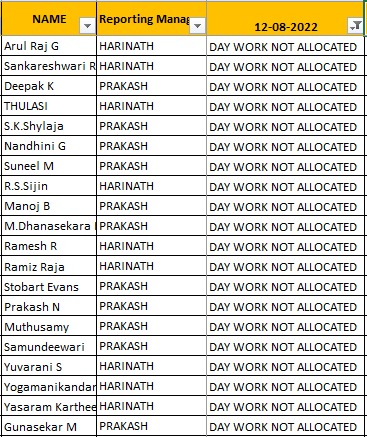 NAME Reporting Manag 12-08-2022
Arul Raj G HARINATH DAY WORK NOT ALLOCATED
Sankareshwari R HARINATH DAY WORK NOT ALLOCATED
Deepak K PRAKASH DAY WORK NOT ALLOCATED
THULASI HARINATH DAY WORK NOT ALLOCATED
S.K.Shylaja PRAKASH DAY WORK NOT ALLOCATED
Nandhini G PRAKASH DAY WORK NOT ALLOCATED
Suneel M PRAKASH DAY WORK NOT ALLOCATED
R.S.Sijin HARINATH DAY WORK NOT ALLOCATED
Manoj B PRAKASH DAY WORK NOT ALLOCATED
M.Dhanasekara PRAKASH DAY WORK NOT ALLOCATED
Ramesh R HARINATH DAY WORK NOT ALLOCATED
Ramiz Raja HARINATH DAY WORK NOT ALLOCATED
Stobart Evans PRAKASH DAY WORK NOT ALLOCATED
Prakash N PRAKASH DAY WORK NOT ALLOCATED
Muthusamy PRAKASH DAY WORK NOT ALLOCATED
Samundeewari PRAKASH DAY WORK NOT ALLOCATED
Yuvarani S HARINATH DAY WORK NOT ALLOCATED
Yogamanikandar HARINATH DAY WORK NOT ALLOCATED
Yasaram Karthee HARINATH DAY WORK NOT ALLOCATED
Gunasekar M PRAKASH DAY WORK NOT ALLOCATED